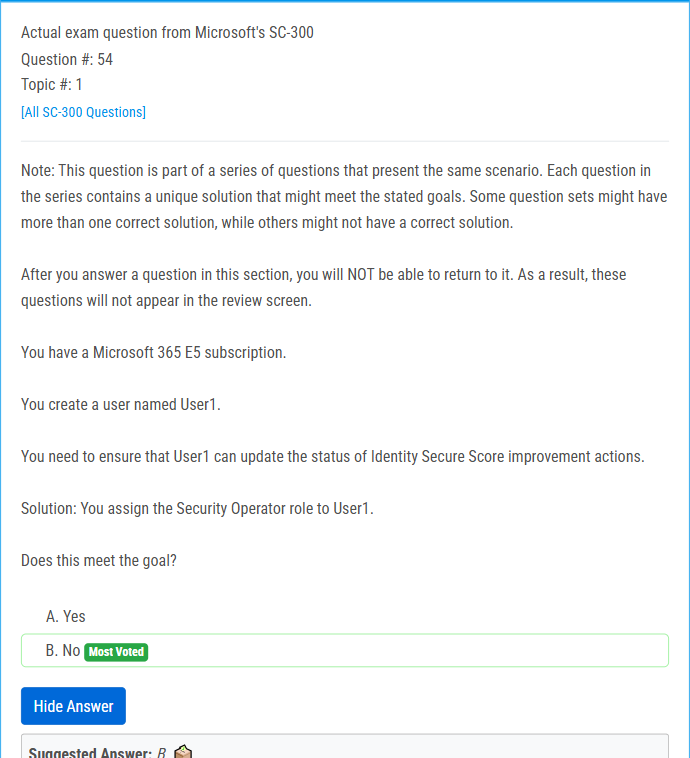 Actual exam question from Microsoft's SC-300
Question #: 54
Topic #: 1
[All SC-300 Questions]
Note: This question is part of a series of questions that present the same scenario. Each question in
the series contains a unique solution that might meet the stated goals. Some question sets might have
more than one correct solution, while others might not have a correct solution.
After you answer a question in this section, you will NOT be able to return to it. As a result, these
questions will not appear in the review screen.
You have a Microsoft 365 E5 subscription.
You create a user named User1.
You need to ensure that User1 can update the status of Identity Secure Score improvement actions.
Solution: You assign the Security Operator role to User1.
Does this meet the goal?
A. Yes
B. No Most Voted
Hide Answer
Suggested Answer: B